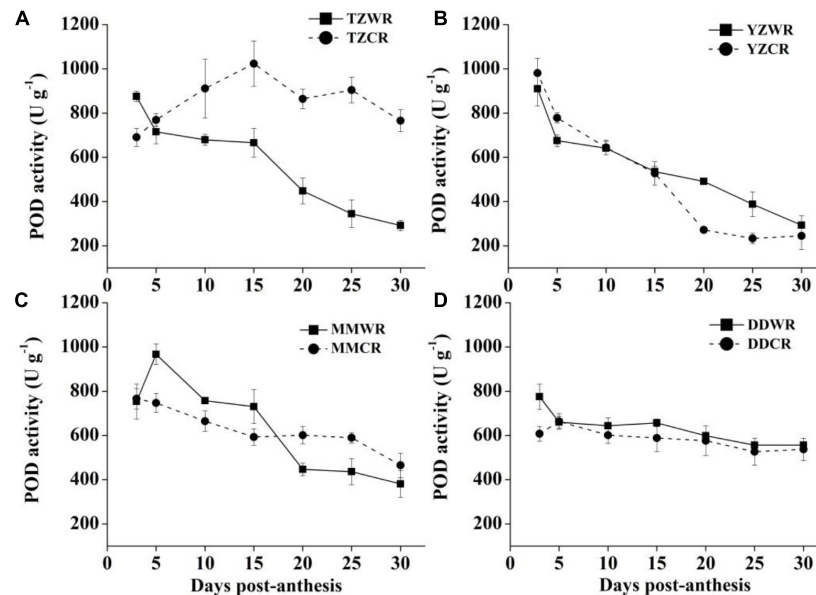 A
TZWR
TZCR
POD activity (U g⁻¹)
1200
1000
800
600
400
200
0 5 10 15 20 25 30
B
YZWR
YZCR
POD activity (U g⁻¹)
1200
1000
800
600
400
200
0 5 10 15 20 25 30
C
MMWR
MMCR
POD activity (U g⁻¹)
1200
1000
800
600
400
200
0 5 10 15 20 25 30
Days post-anthesis
D
DDWR
DDCR
POD activity (U g⁻¹)
1200
1000
800
600
400
200
0 5 10 15 20 25 30
Days post-anthesis